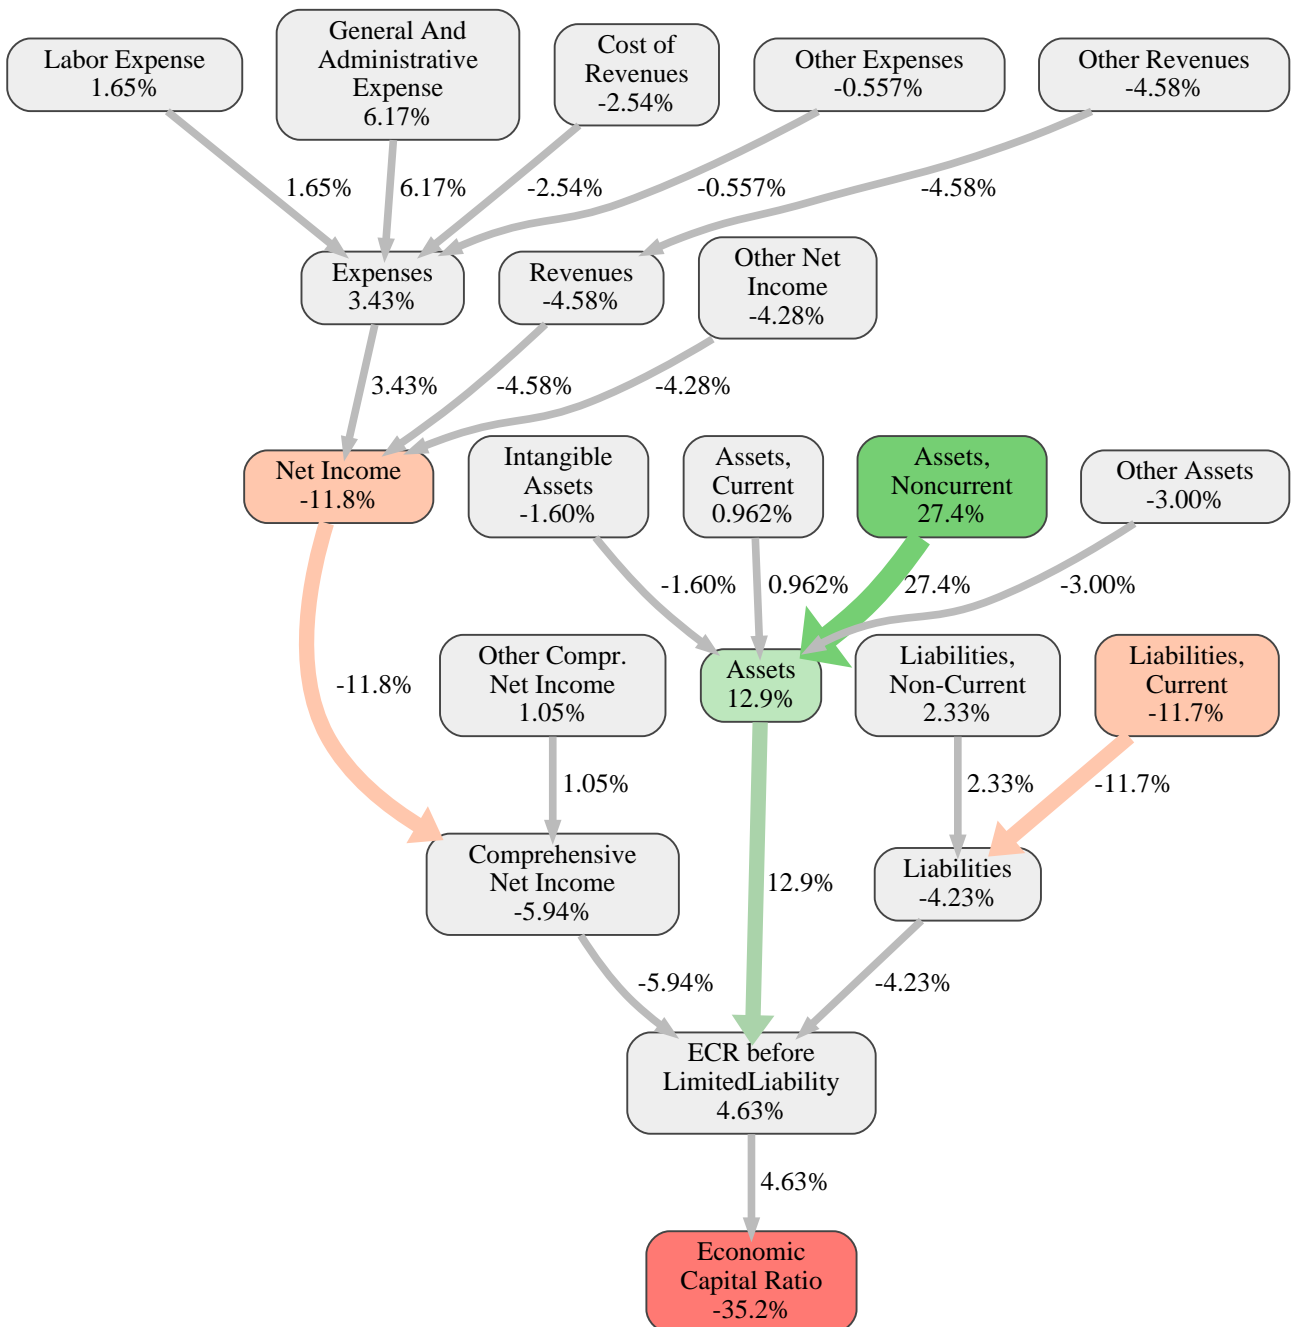 Labor Expense
1.65%
General And
Administrative
Expense
6.17%
Cost of
Revenues
-2.54%
Other Expenses
-0.557%
Other Revenues
-4.58%
1.65%
6.17%
-2.54%
-0.557%
-4.58%
Expenses
3.43%
Revenues
-4.58%
Other Net
Income
-4.28%
3.43%
-4.58%
-4.28%
Net Income
-11.8%
Intangible
Assets
-1.60%
Assets,
Current
0.962%
Assets,
Noncurrent
27.4%
Other Assets
-3.00%
-1.60%
0.962%
27.4%
-3.00%
-11.8%
Other Compr.
Net Income
1.05%
Assets
12.9%
Liabilities,
Non-Current
2.33%
Liabilities,
Current
-11.7%
1.05%
2.33%
-11.7%
Comprehensive
Net Income
-5.94%
12.9%
Liabilities
-4.23%
-5.94%
-4.23%
ECR before
LimitedLiability
4.63%
4.63%
Economic
Capital Ratio
-35.2%